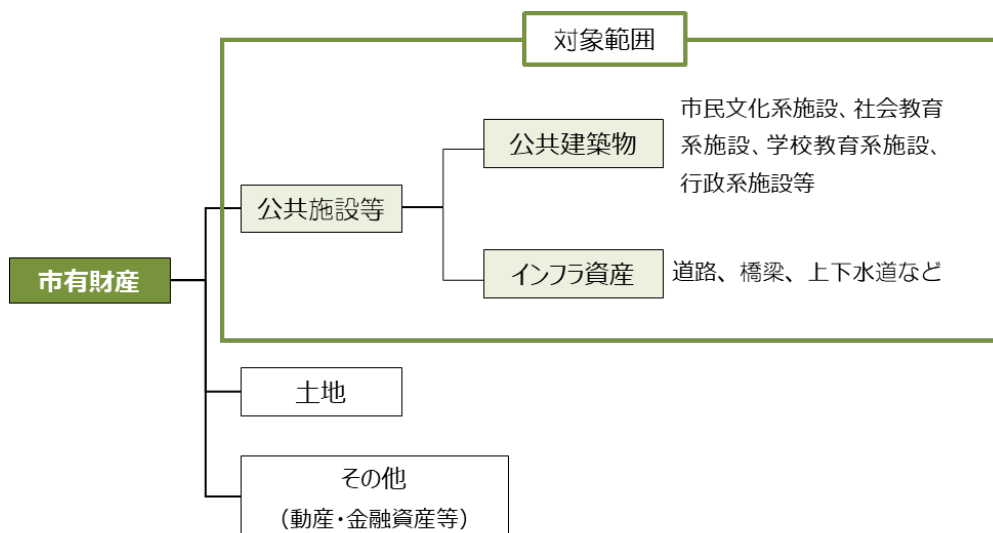 対象範囲
市有財産
公共施設等
公共建築物
市民文化系施設、社会教育
系施設、学校教育系施設、
行政系施設等
インフラ資産
道路、橋梁、上下水道など
土地
その他
（動産・金融資産等）